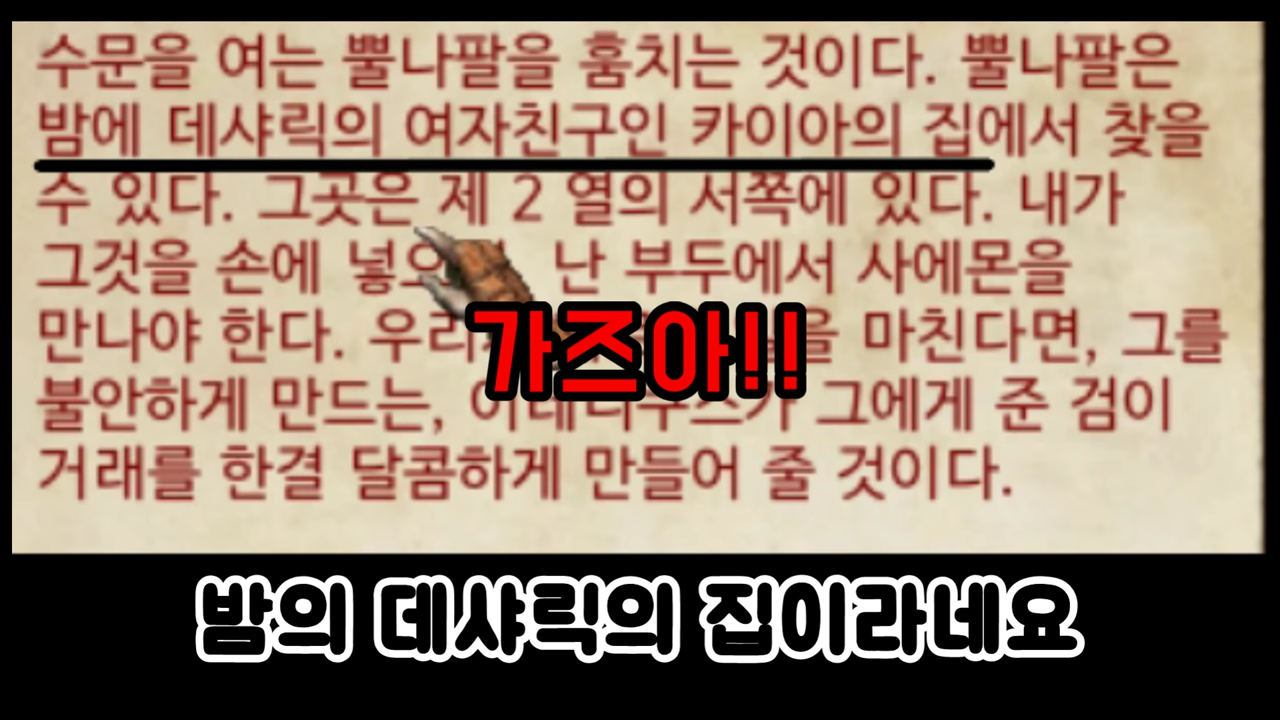 수문을 여는 뿔나팔을 훔치는 것이다. 뿔나팔은
밤에 데샤릭의 여자친구인 카이아의 집에서 찾을
수 있다. 그곳은 제 2 열의 서쪽에 있다. 내가
그것을 손에 난 부두에서 사에몬을
만나야 한다. 마친다면, 그를
가즈아!!
불안하게 만드는, 그에게 준 검이
거래를 한결 달콤하게 만들어 줄 것이다.
밤의 데샤릭의 집이라네요